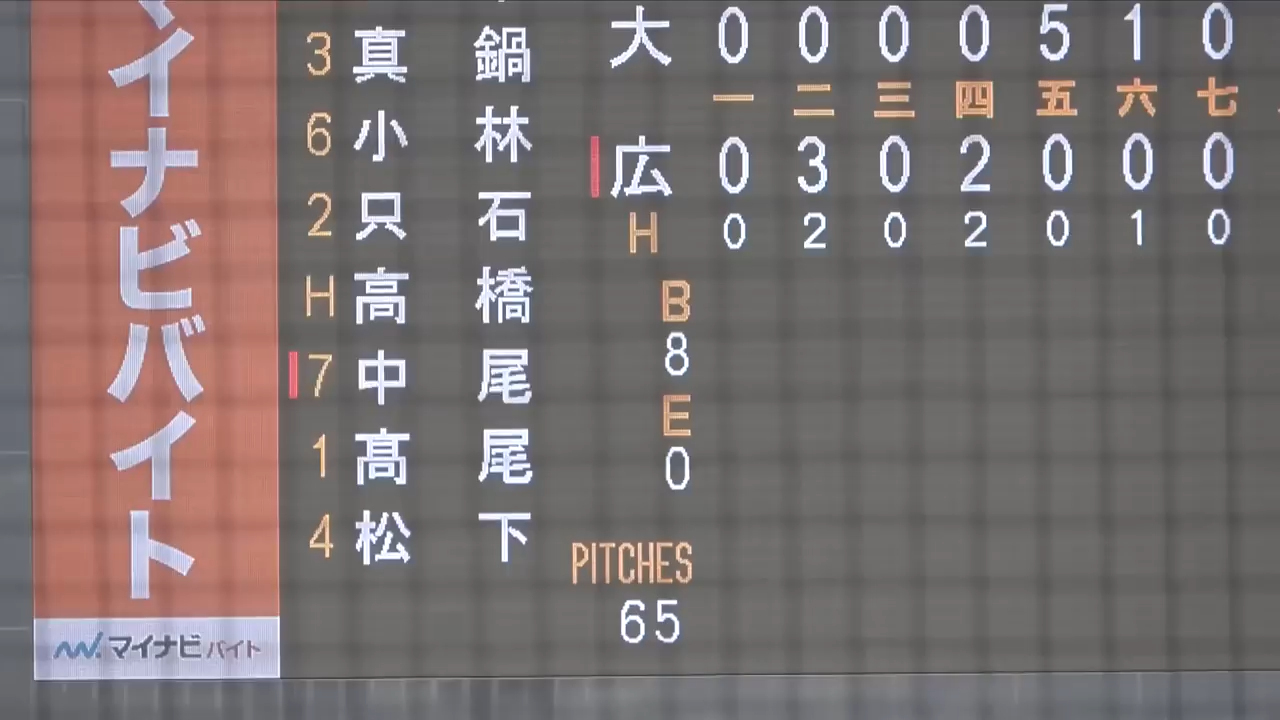 イナビバイト
マイナビバイト
3 真鍋
6 小林
2 只石
H 高橋
7 中尾
1 髙尾
4 松下
大 0 0 0 0 5 1 0
一 二 三 四 五 六 七
広 0 3 0 2 0 0 0
H 0 2 0 2 0 1 0
B
8
E
0
PITCHES
65